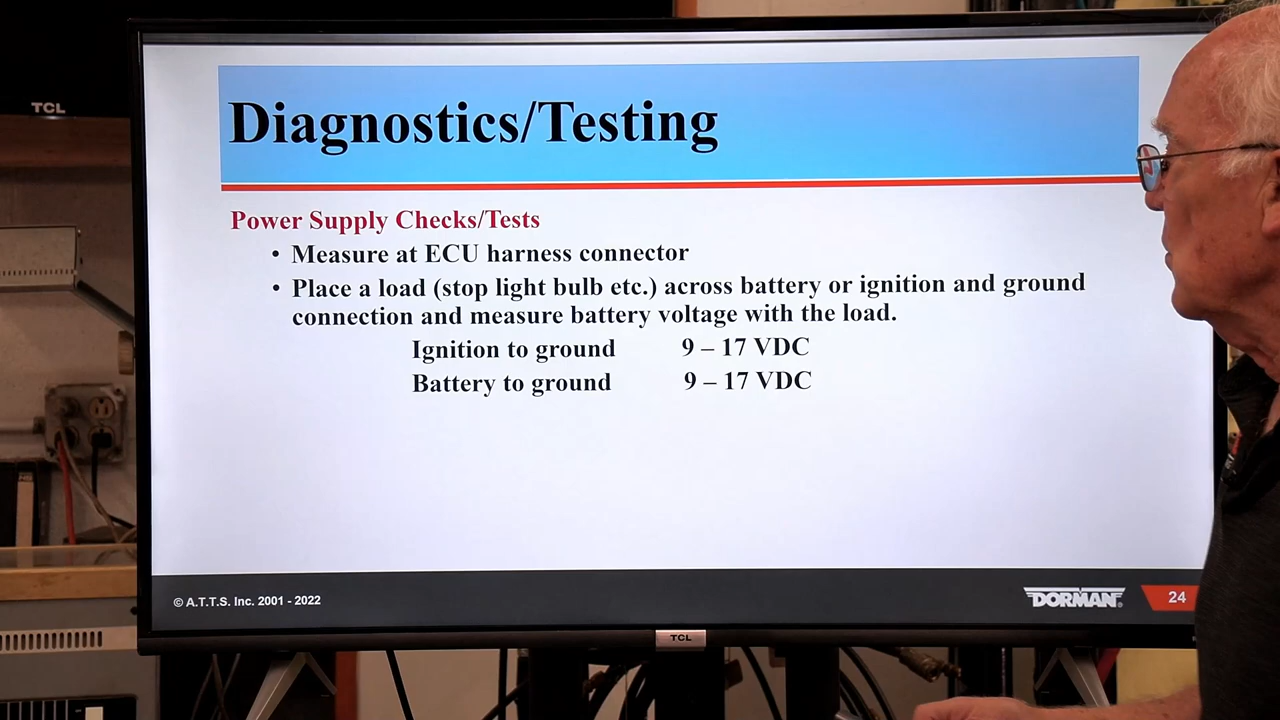 TCL
Diagnostics/Testing
Power Supply Checks/Tests
• Measure at ECU harness connector
• Place a load (stop light bulb etc.) across battery or ignition and ground
connection and measure battery voltage with the load.
Ignition to ground 9 – 17 VDC
Battery to ground 9 – 17 VDC
© A.T.T.S. Inc. 2001 - 2022
DORMAN®
24
TCL